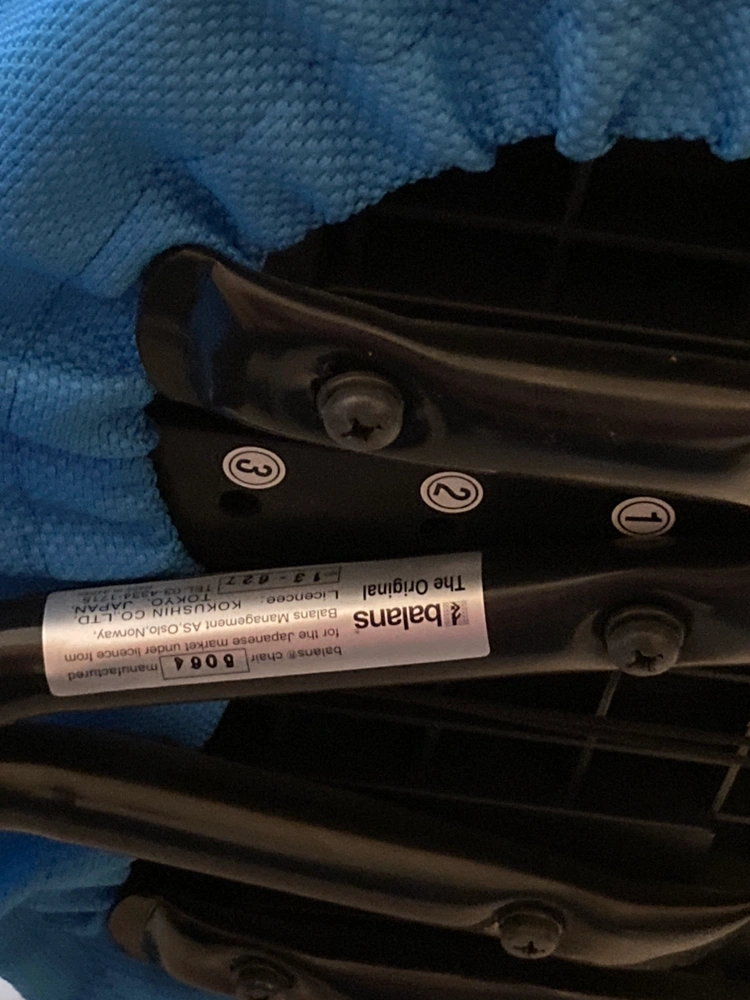 3
2
1
balans
The Original
balans® chair 5064 manufactured
for the Japanese market under licence from
Balans Management AS,Oslo,Norway.
Licencee: KOKUSHIN CO.,LTD.
TOKYO JAPAN.
13-627